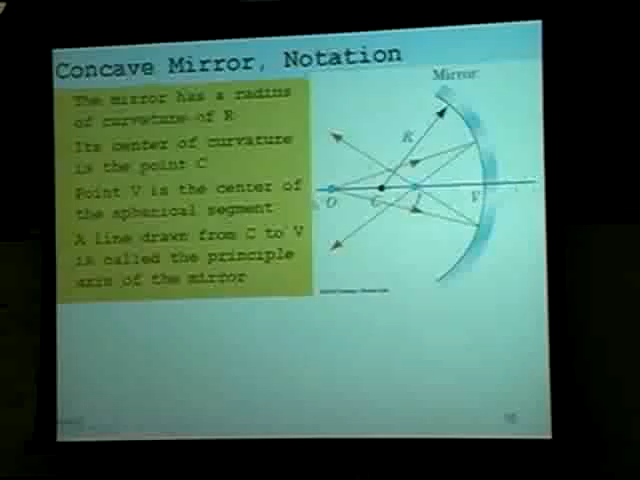 Concave Mirror, Notation
The mirror has a radius
of curvature of R
Its center of curvature
is the point C
Point V is the center of
the spherical segment
A line drawn from C to V
is called the principle
axis of the mirror
Mirror
R
O
C
I
V